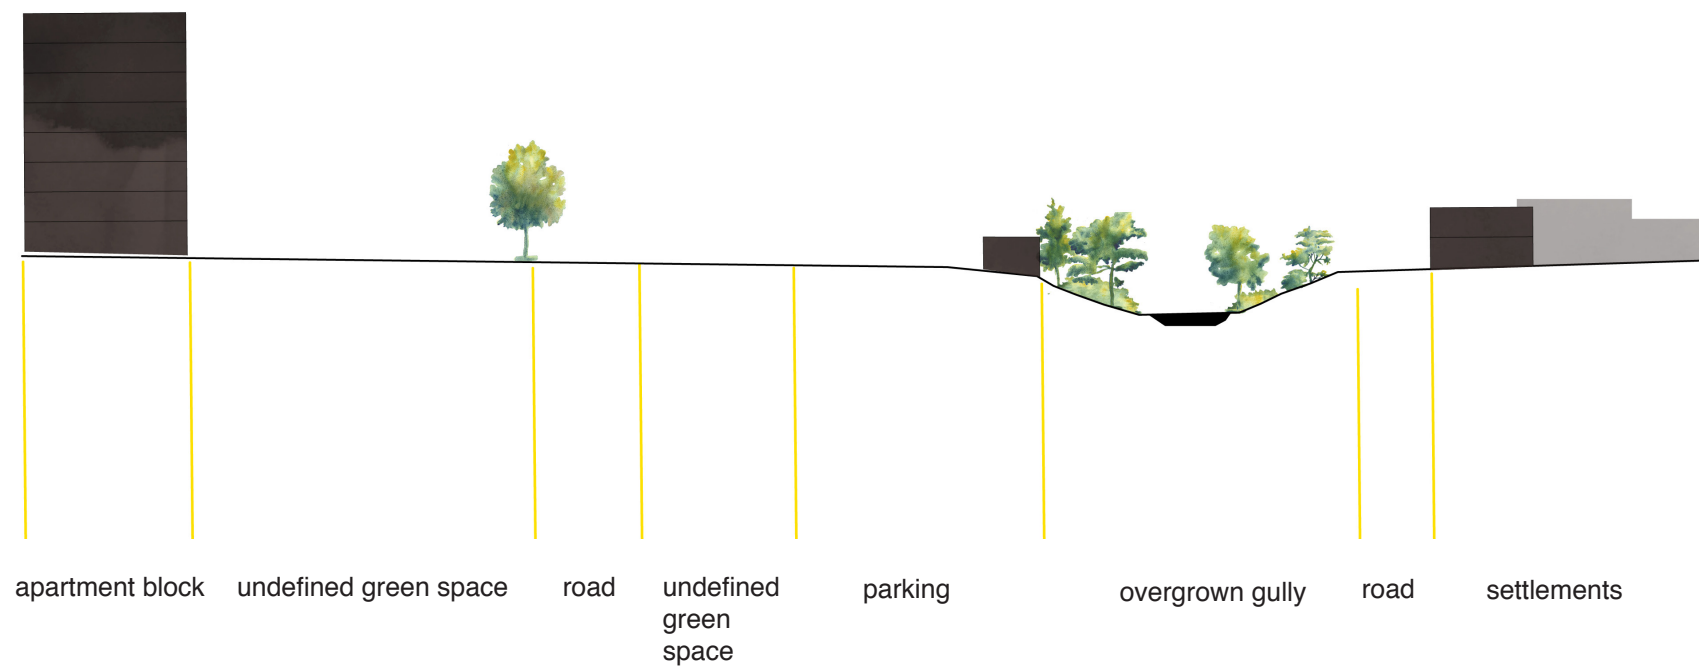 apartment block
undefined green space
road
undefined
green
space
parking
overgrown gully
road
settlements